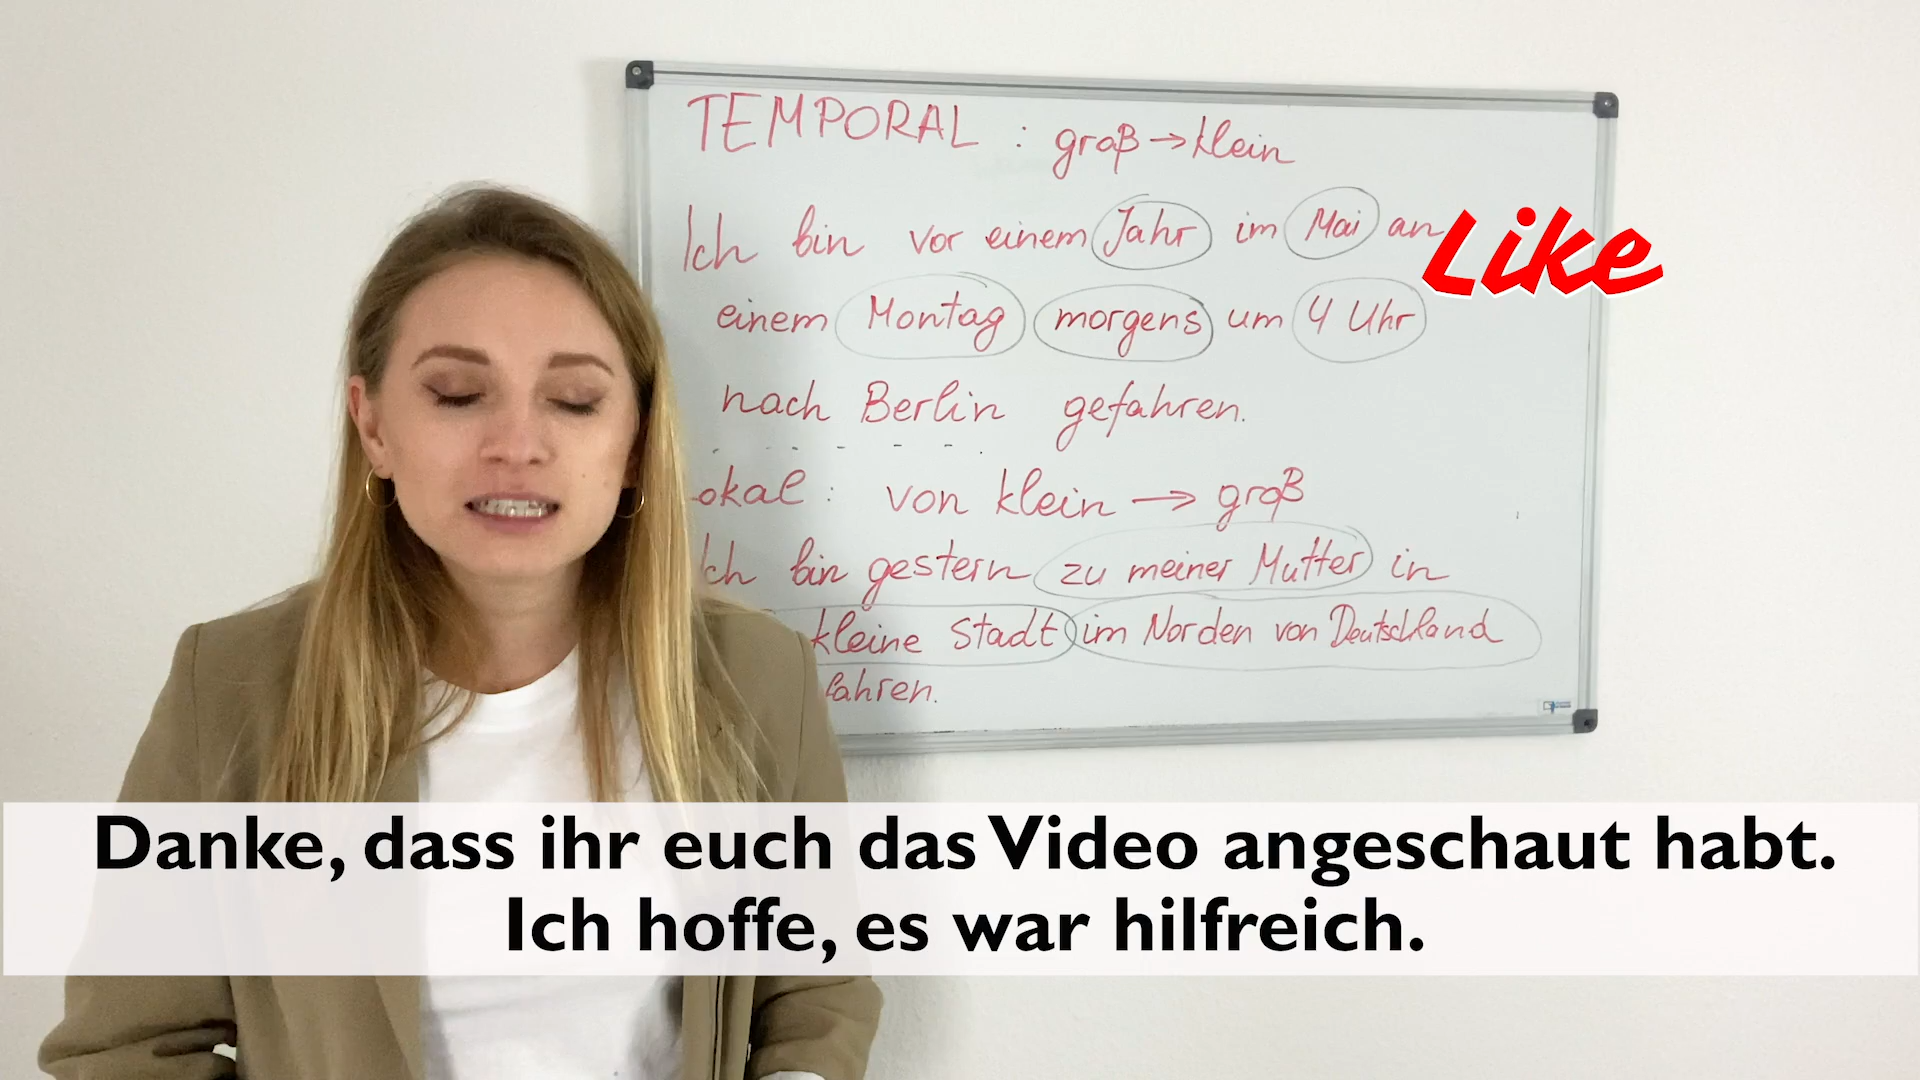 TEMPORAL : groß → klein
Ich bin vor einem Jahr im Mai an
Like
einem Montag morgens um 4 Uhr
nach Berlin gefahren.
okal : von klein → groß
Ich bin gestern zu meiner Mutter in
kleine Stadt im Norden von Deutschland
fahren.
Danke, dass ihr euch das Video angeschaut habt.
Ich hoffe, es war hilfreich.